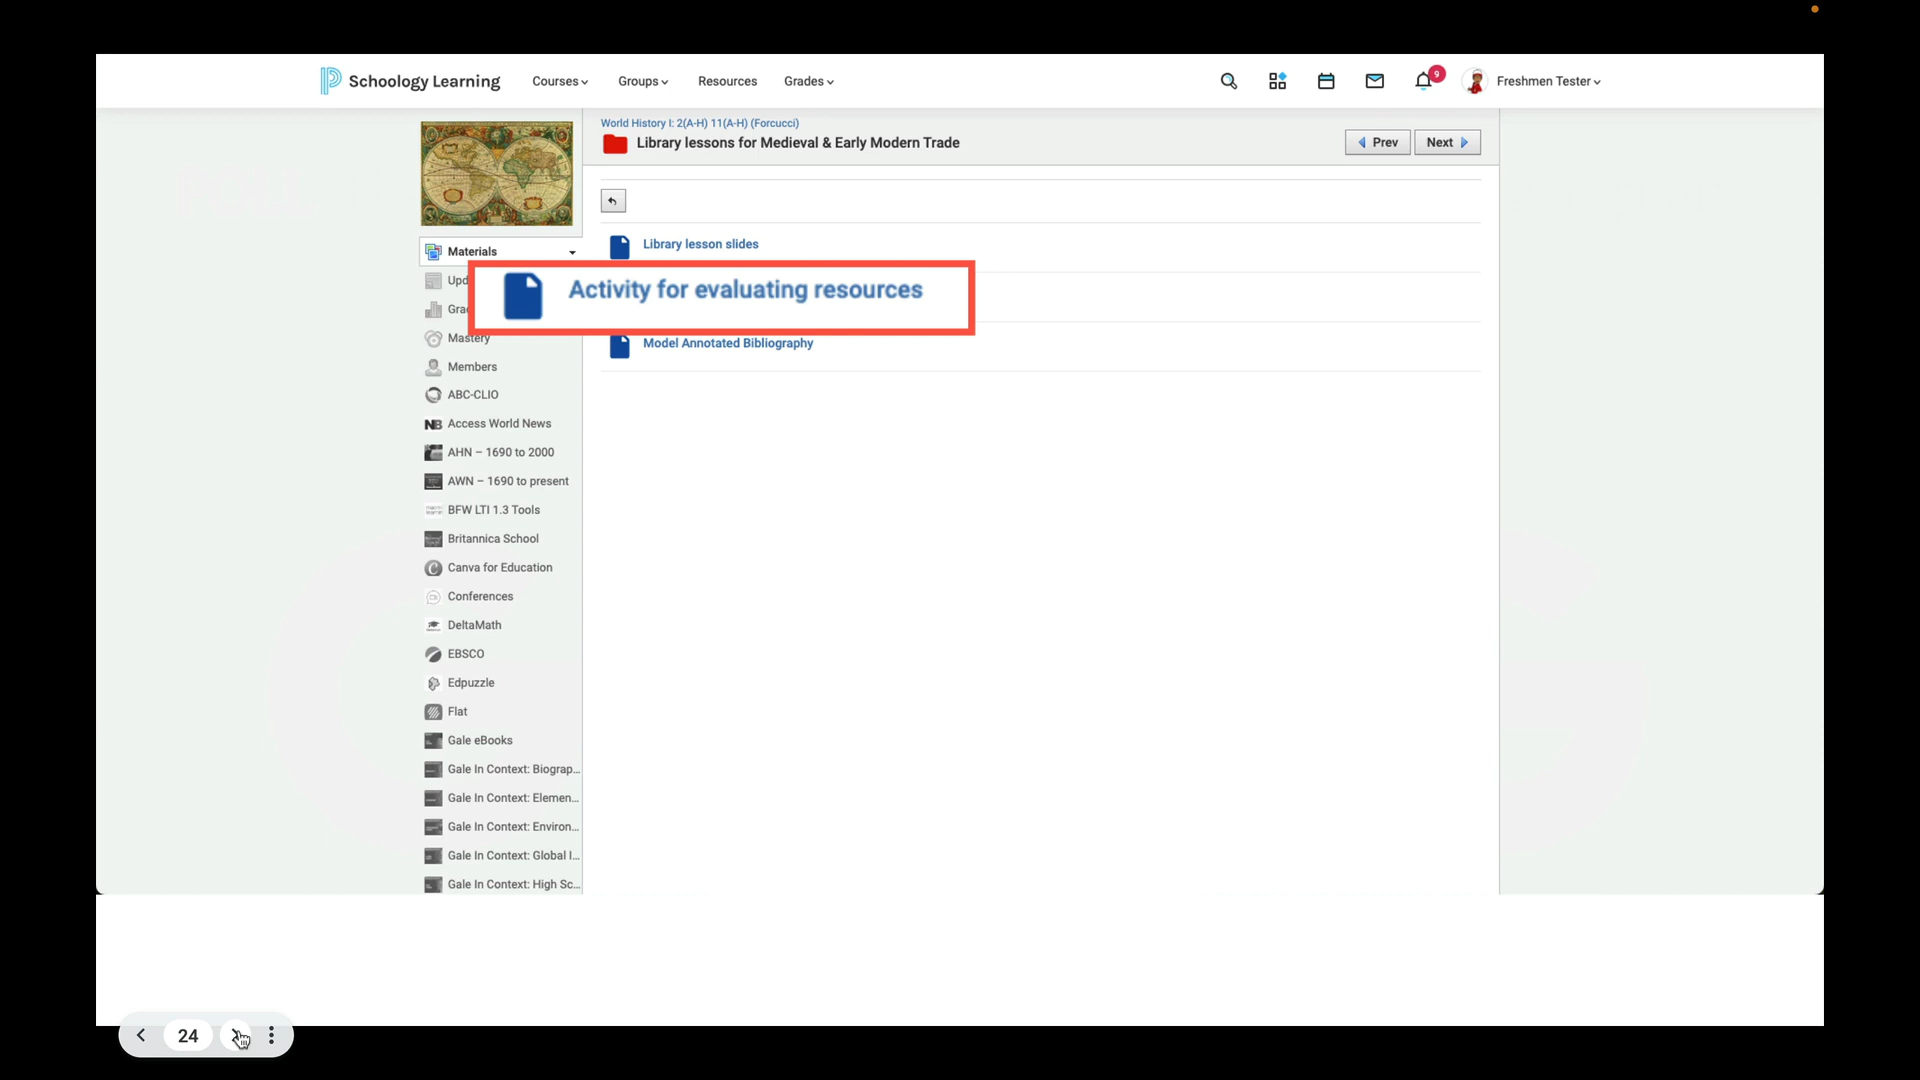 Schoology Learning
Courses
Groups
Resources
Grades
9
Freshmen Tester
World History I: 2(A-H) 11(A-H) (Forcucci)
Library lessons for Medieval & Early Modern Trade
Prev
Next
Materials
Library lesson slides
Upd
Activity for evaluating resources
Gra
Mastery
Model Annotated Bibliography
Members
ABC-CLIO
NB
Access World News
AHN – 1690 to 2000
AWN – 1690 to present
BFW LTI 1.3 Tools
Britannica School
Canva for Education
Conferences
DeltaMath
EBSCO
Edpuzzle
Flat
Gale eBooks
Gale In Context: Biograp...
Gale In Context: Elemen...
Gale In Context: Environ...
Gale In Context: Global I...
Gale In Context: High Sc...
24